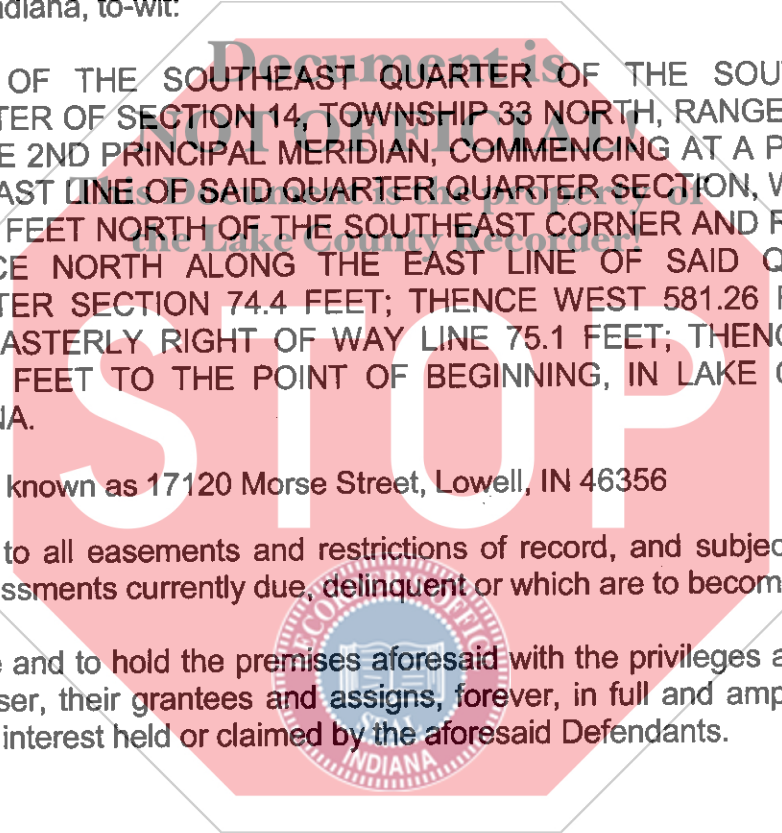 ndiana, to-wit:
OF THE SOUTHEAST QUARTER OF THE SOU
TER OF SECTION 14, TOWNSHIP 33 NORTH, RANGE
E 2ND PRINCIPAL MERIDIAN, COMMENCING AT A P
AST LINE OF SAID QUARTER QUARTER SECTION, W
FEET NORTH OF THE SOUTHEAST CORNER AND R
CE NORTH ALONG THE EAST LINE OF SAID Q
TER SECTION 74.4 FEET; THENCE WEST 581.26
ASTERLY RIGHT OF WAY LINE 75.1 FEET; THENC
FEET TO THE POINT OF BEGINNING, IN LAKE
NA.
known as 17120 Morse Street, Lowell, IN 46356
to all easements and restrictions of record, and subjec
ssments currently due, delinquent or which are to becom
e and to hold the premises aforesaid with the privileges a
ser, their grantees and assigns, forever, in full and amp
interest held or claimed by the aforesaid Defendants.
Document is
NOT OFFICIAL!
This Document is the property of
the Lake County Recorder!
STOP
SEAL
INDIANA